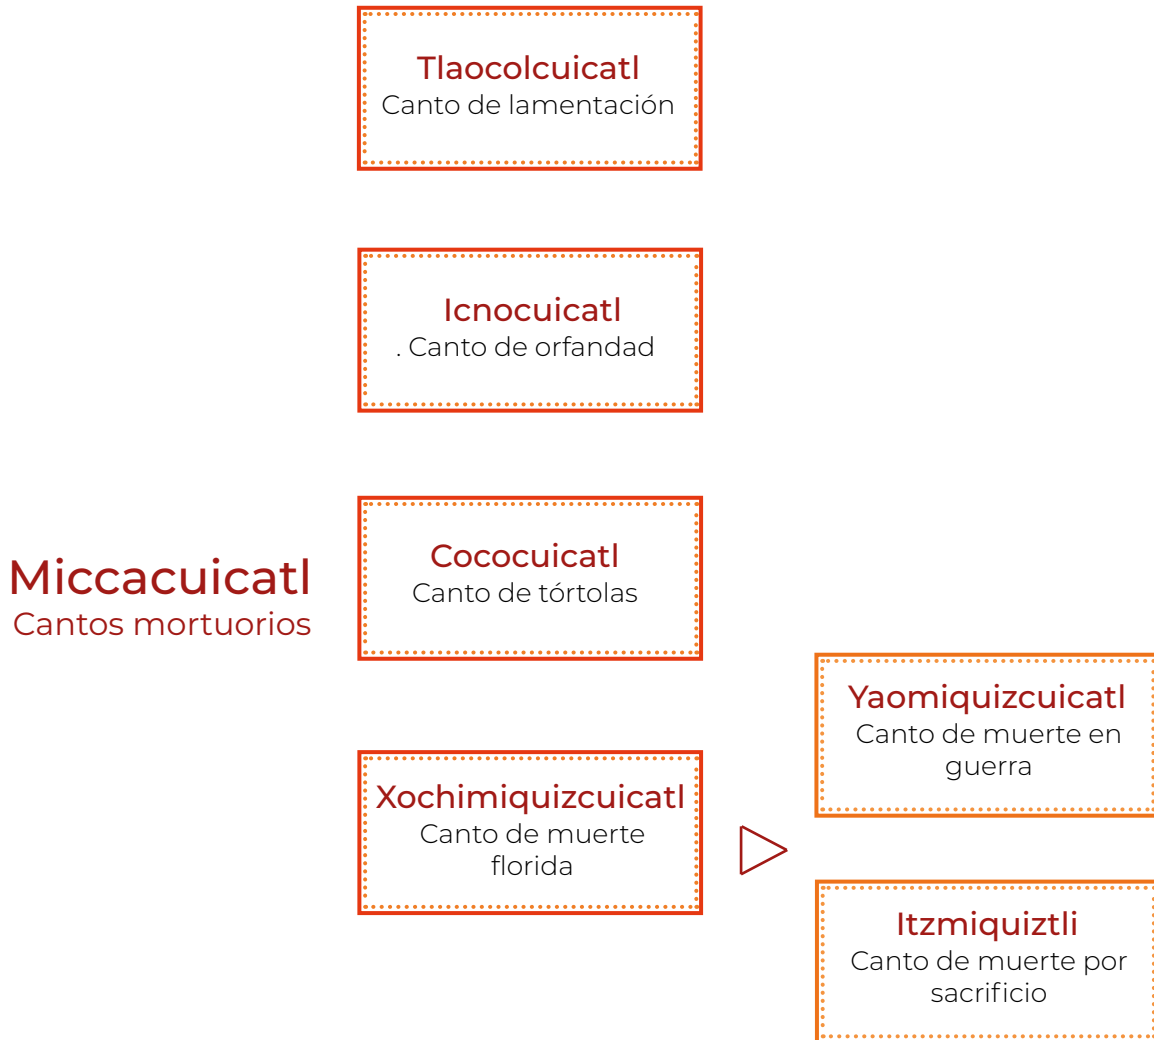 Tlaocolcuicatl
Canto de lamentación
Icnocuicatl
. Canto de orfandad
Miccacuicatl
Cantos mortuorios
Cococuicatl
Canto de tórtolas
Xochimiquizcuicatl
Canto de muerte
florida
Yaomiquizcuicatl
Canto de muerte en
guerra
Itzmiquiztli
Canto de muerte por
sacrificio